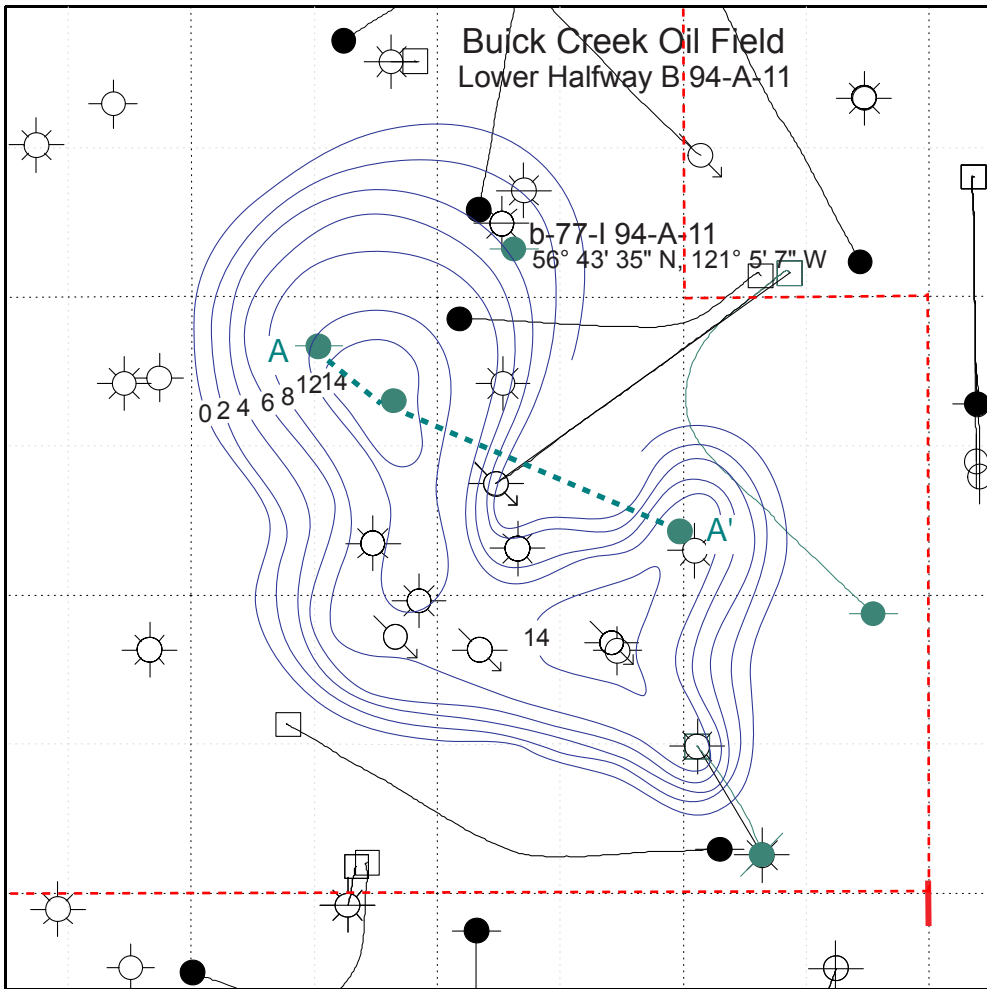 Buick Creek Oil Field
Lower Halfway B 94-A-11
b-77-I 94-A-11
56° 43' 35" N, 121° 5' 7" W
A
0 2 4 6 8 12 14
A'
14